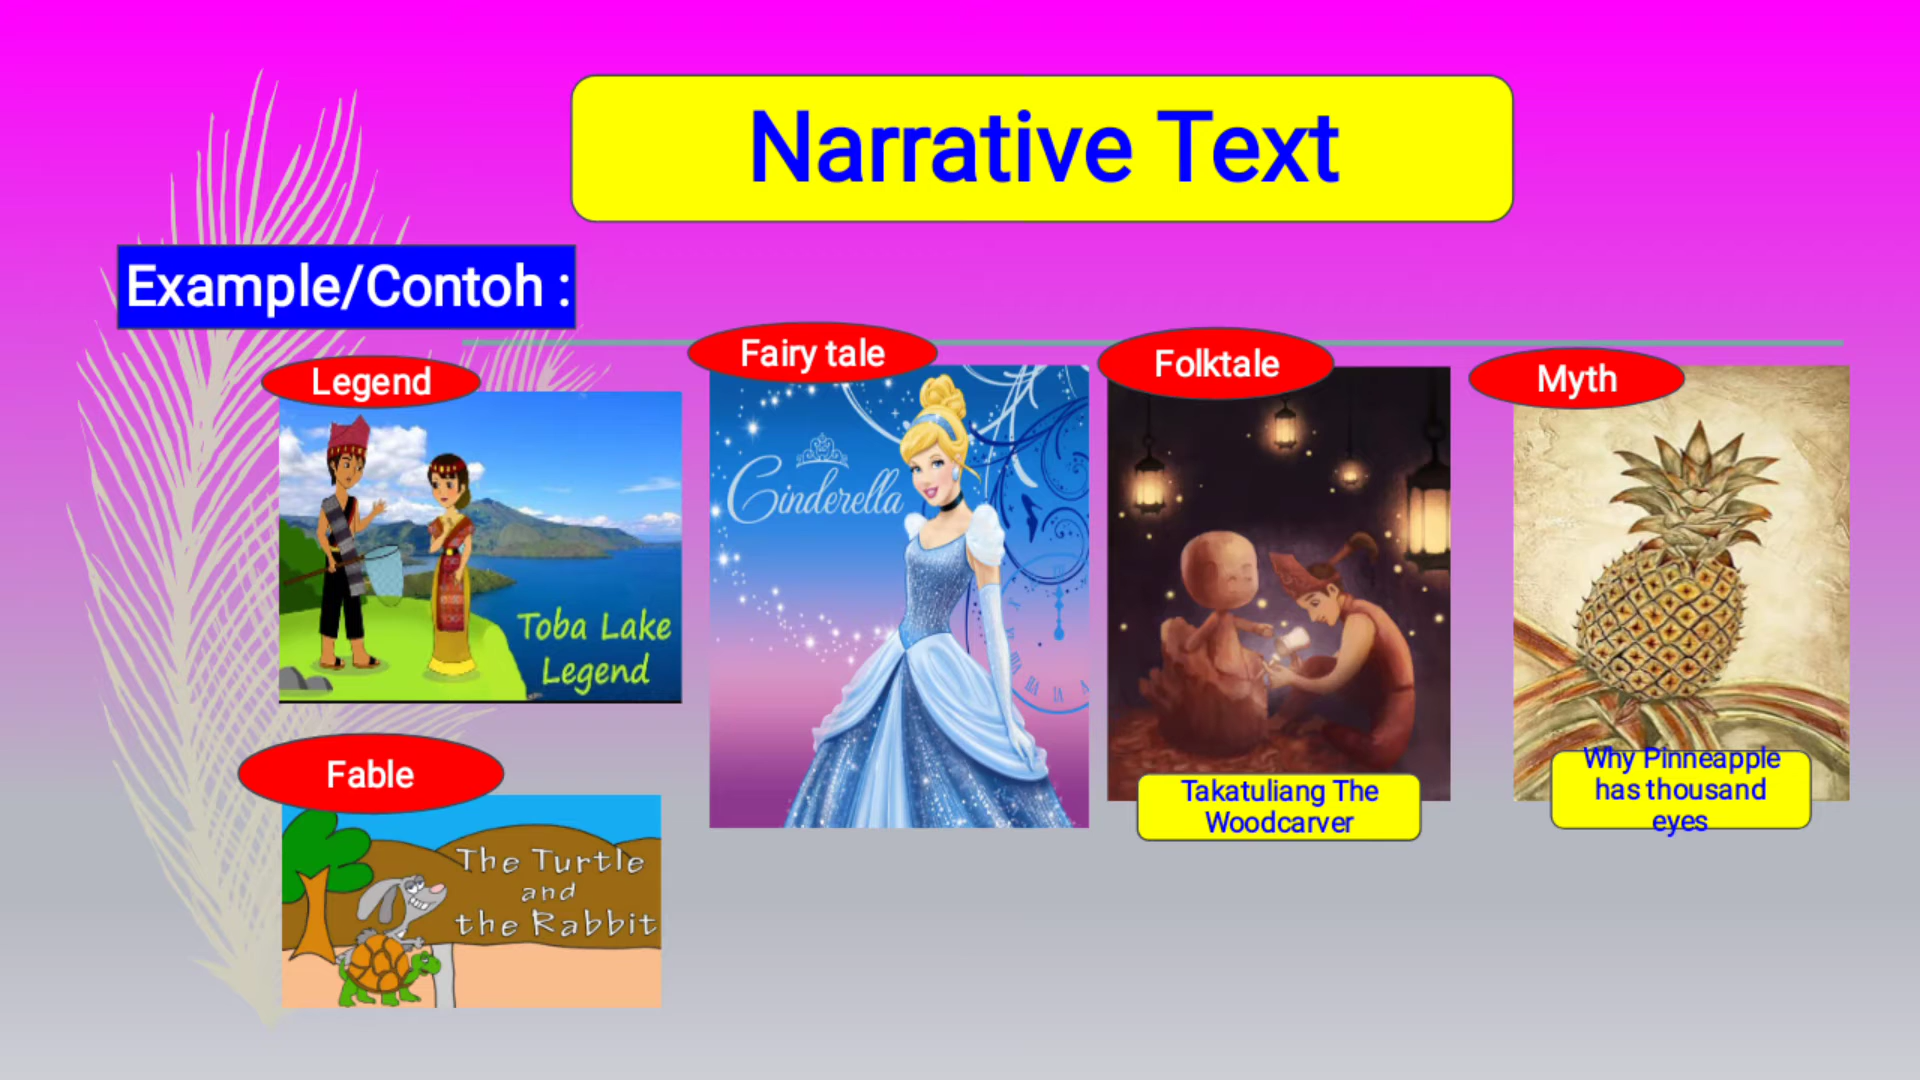 Narrative Text
Example/Contoh :
Legend
Toba Lake
Legend
Fable
The Turtle
and
the Rabbit
Fairy tale
Cinderella
Folktale
Takatuliang The
Woodcarver
Myth
Why Pinneapple
has thousand
eyes